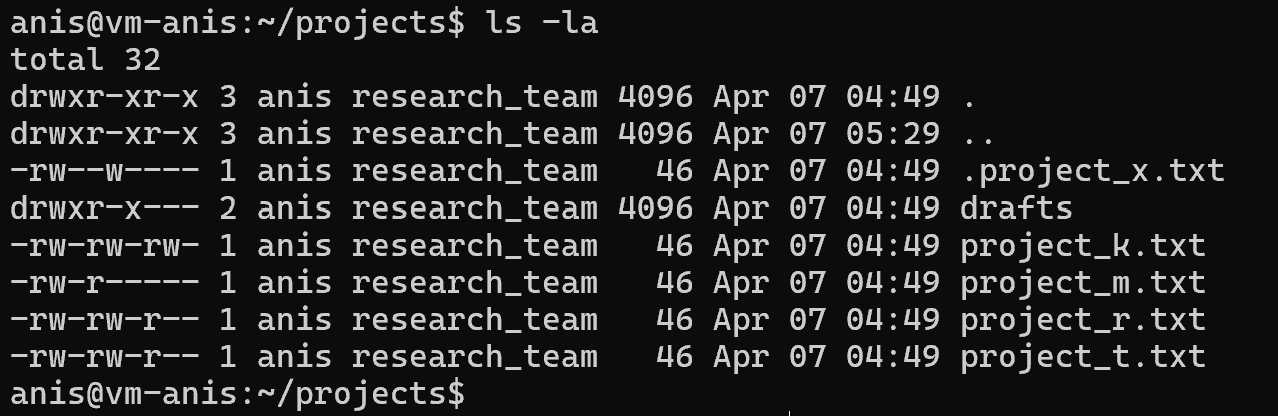 anis@vm-anis:~/projects$ ls -la
total 32
drwxr-xr-x 3 anis research_team 4096 Apr 07 04:49 .
drwxr-xr-x 3 anis research_team 4096 Apr 07 05:29 ..
-rw--w---- 1 anis research_team   46 Apr 07 04:49 .project_x.txt
drwxr-x--- 2 anis research_team 4096 Apr 07 04:49 drafts
-rw-rw-rw- 1 anis research_team   46 Apr 07 04:49 project_k.txt
-rw-r----- 1 anis research_team   46 Apr 07 04:49 project_m.txt
-rw-rw-r-- 1 anis research_team   46 Apr 07 04:49 project_r.txt
-rw-rw-r-- 1 anis research_team   46 Apr 07 04:49 project_t.txt
anis@vm-anis:~/projects$